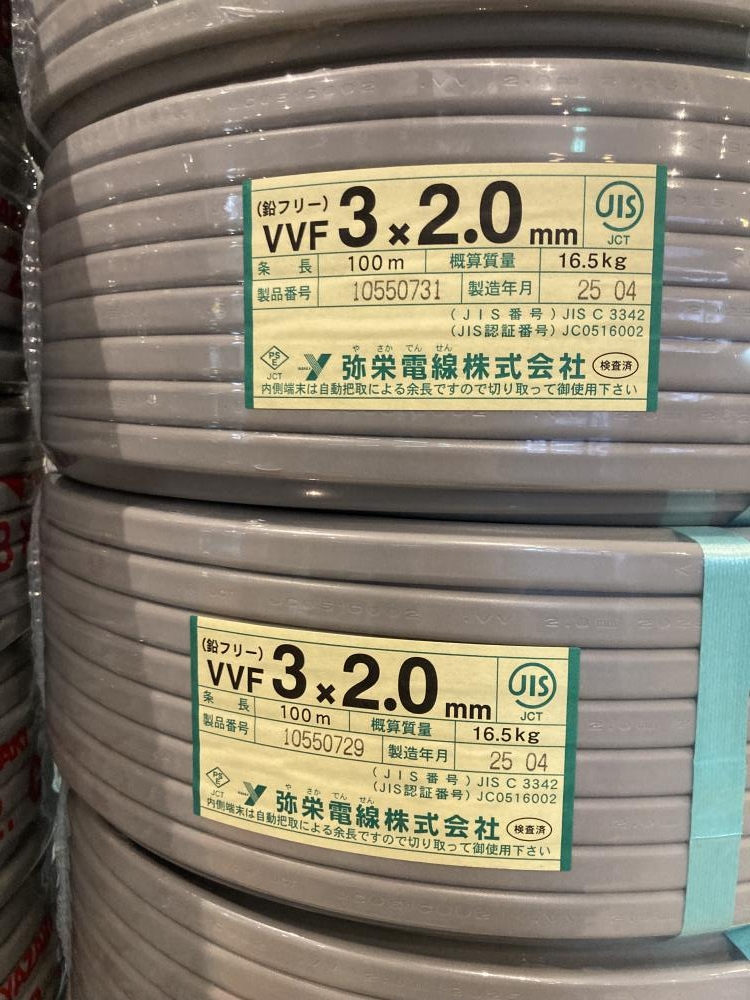 (鉛フリー)
VVF 3×2.0mm
JIS
JCT
条長 100m 概算質量 16.5kg
製品番号 10550731 製造年月 25 04
(JIS番号) JIS C 3342
(JIS認証番号) JC0516002
PSE
JCT
や さか でん せん
弥栄電線株式会社 検査済
内側端末は自動把取による余長ですので切り取って御使用下さい
(鉛フリー)
VVF 3×2.0mm
JIS
JCT
条長 100m 概算質量 16.5kg
製品番号 10550729 製造年月 25 04
(JIS番号) JIS C 3342
(JIS認証番号) JC0516002
PSE
JCT
や さか でん せん
弥栄電線株式会社 検査済
内側端末は自動把取による余長ですので切り取って御使用下さい